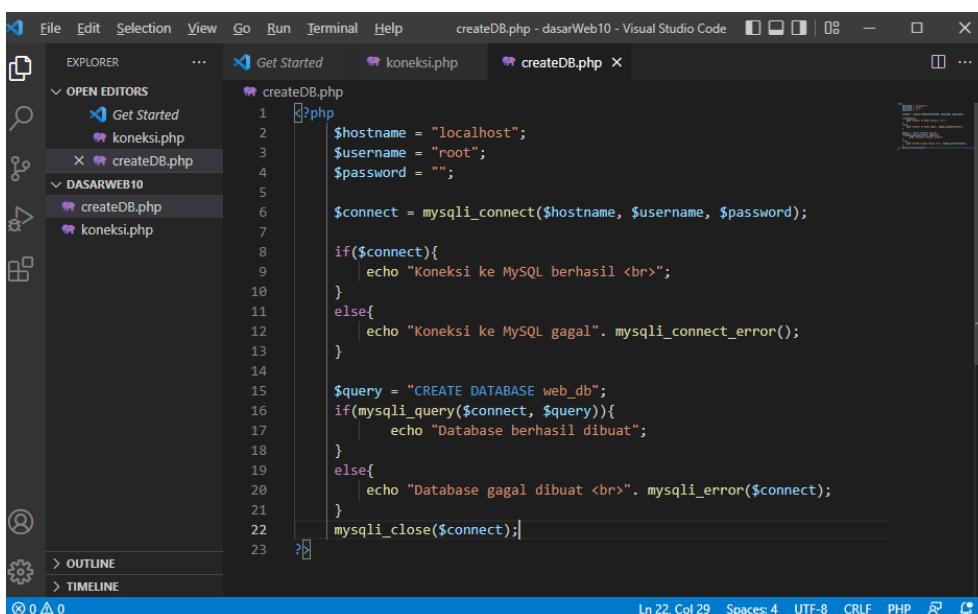 File Edit Selection View Go Run Terminal Help createDB.php - dasarWeb10 - Visual Studio Code
EXPLORER ...
Get Started koneksi.php createDB.php
OPEN EDITORS
Get Started
koneksi.php
createDB.php
DASARWEB10
createDB.php
koneksi.php
OUTLINE
TIMELINE
createDB.php
1 <?php
2 $hostname = "localhost";
3 $username = "root";
4 $password = "";
5
6 $connect = mysqli_connect($hostname, $username, $password);
7
8 if($connect){
9 echo "Koneksi ke MySQL berhasil <br>";
10 }
11 else{
12 echo "Koneksi ke MySQL gagal". mysqli_connect_error();
13 }
14
15 $query = "CREATE DATABASE web_db";
16 if(mysqli_query($connect, $query)){
17 echo "Database berhasil dibuat";
18 }
19 else{
20 echo "Database gagal dibuat <br>". mysqli_error($connect);
21 }
22 mysqli_close($connect);
23 ?>
0 0 Ln 22, Col 29 Spaces: 4 UTF-8 CRLF PHP